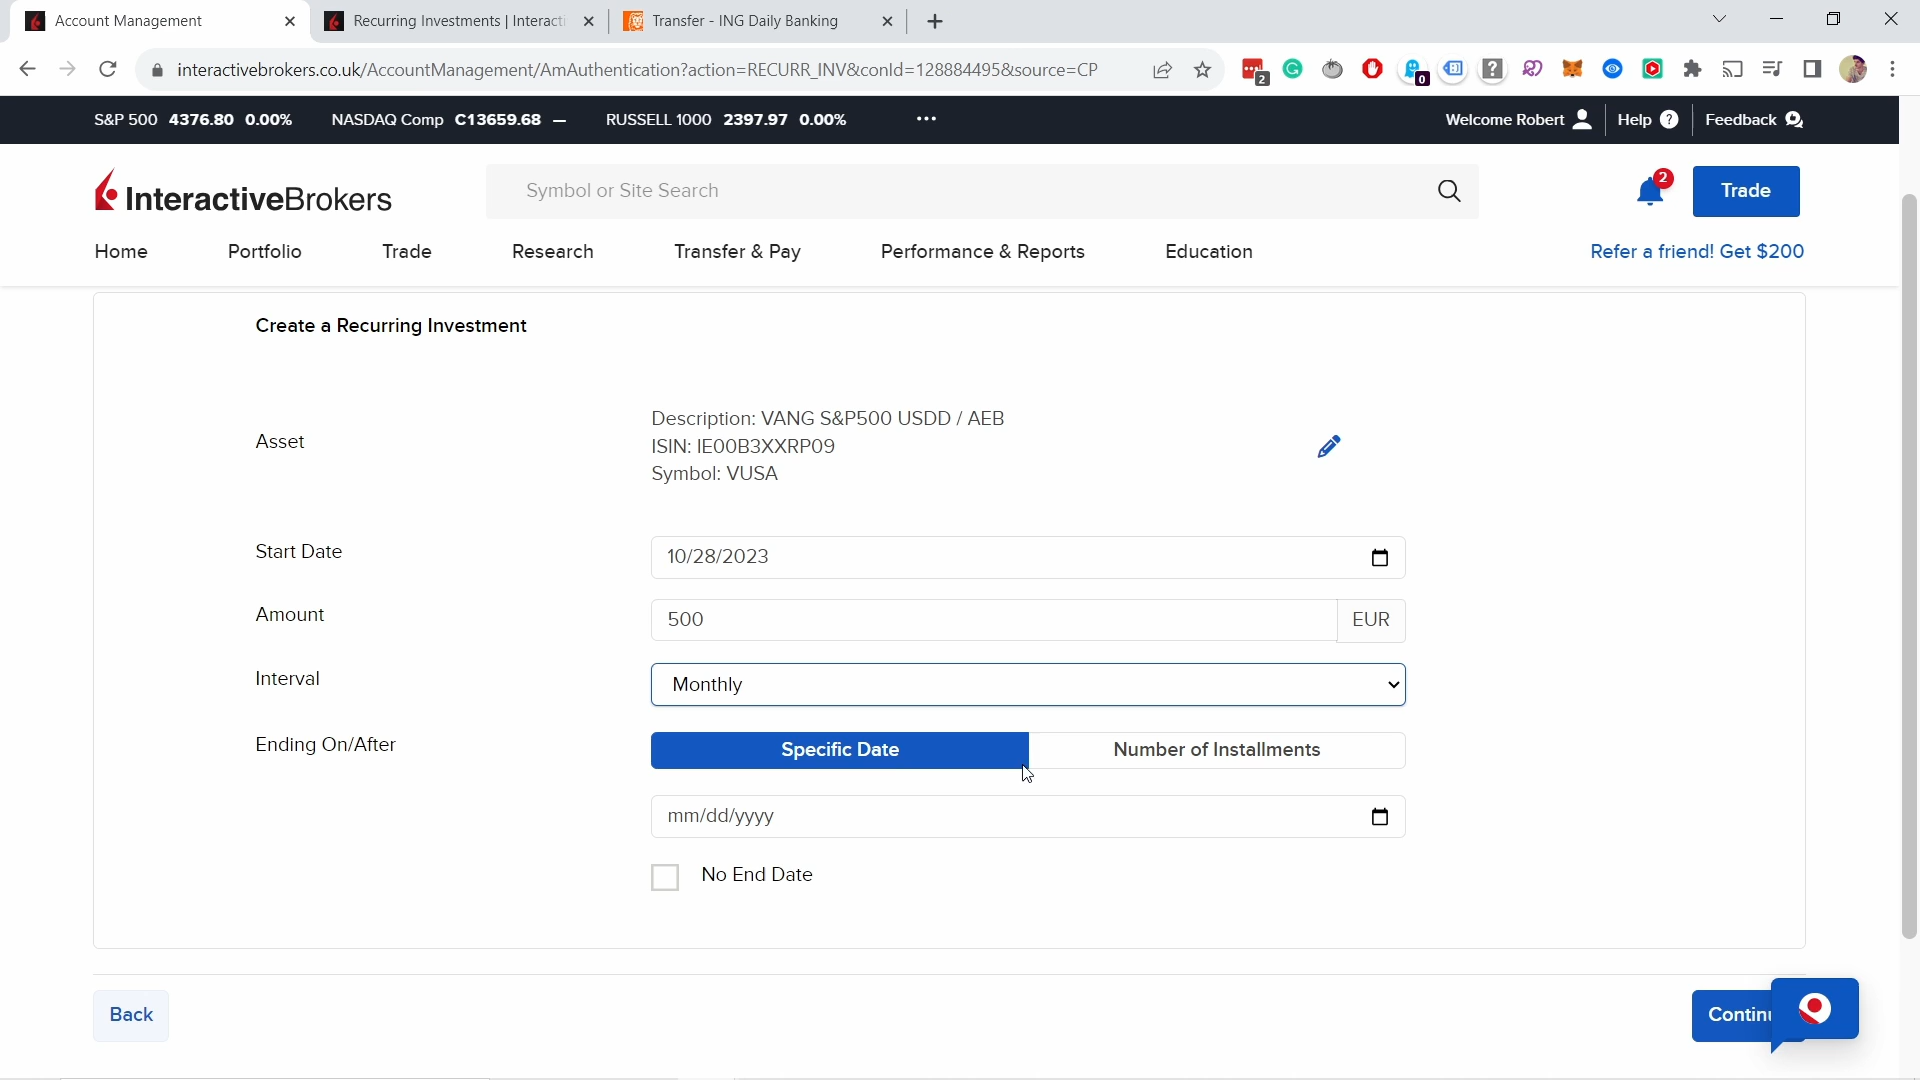 Account Management
Recurring Investments | Interacti
Transfer - ING Daily Banking
interactivebrokers.co.uk/AccountManagement/AmAuthentication?action=RECURR_INV&conId=128884495&source=CP
2
0
S&P 500 4376.80 0.00% NASDAQ Comp C13659.68 — RUSSELL 1000 2397.97 0.00% ...
Welcome Robert Help ? Feedback
InteractiveBrokers
Symbol or Site Search
2
Trade
Home Portfolio Trade Research Transfer & Pay Performance & Reports Education Refer a friend! Get $200
Create a Recurring Investment
Asset
Description: VANG S&P500 USDD / AEB
ISIN: IE00B3XXRP09
Symbol: VUSA
Start Date
10/28/2023
Amount
500 EUR
Interval
Monthly
Ending On/After
Specific Date Number of Installments
mm/dd/yyyy
No End Date
Back
Continu